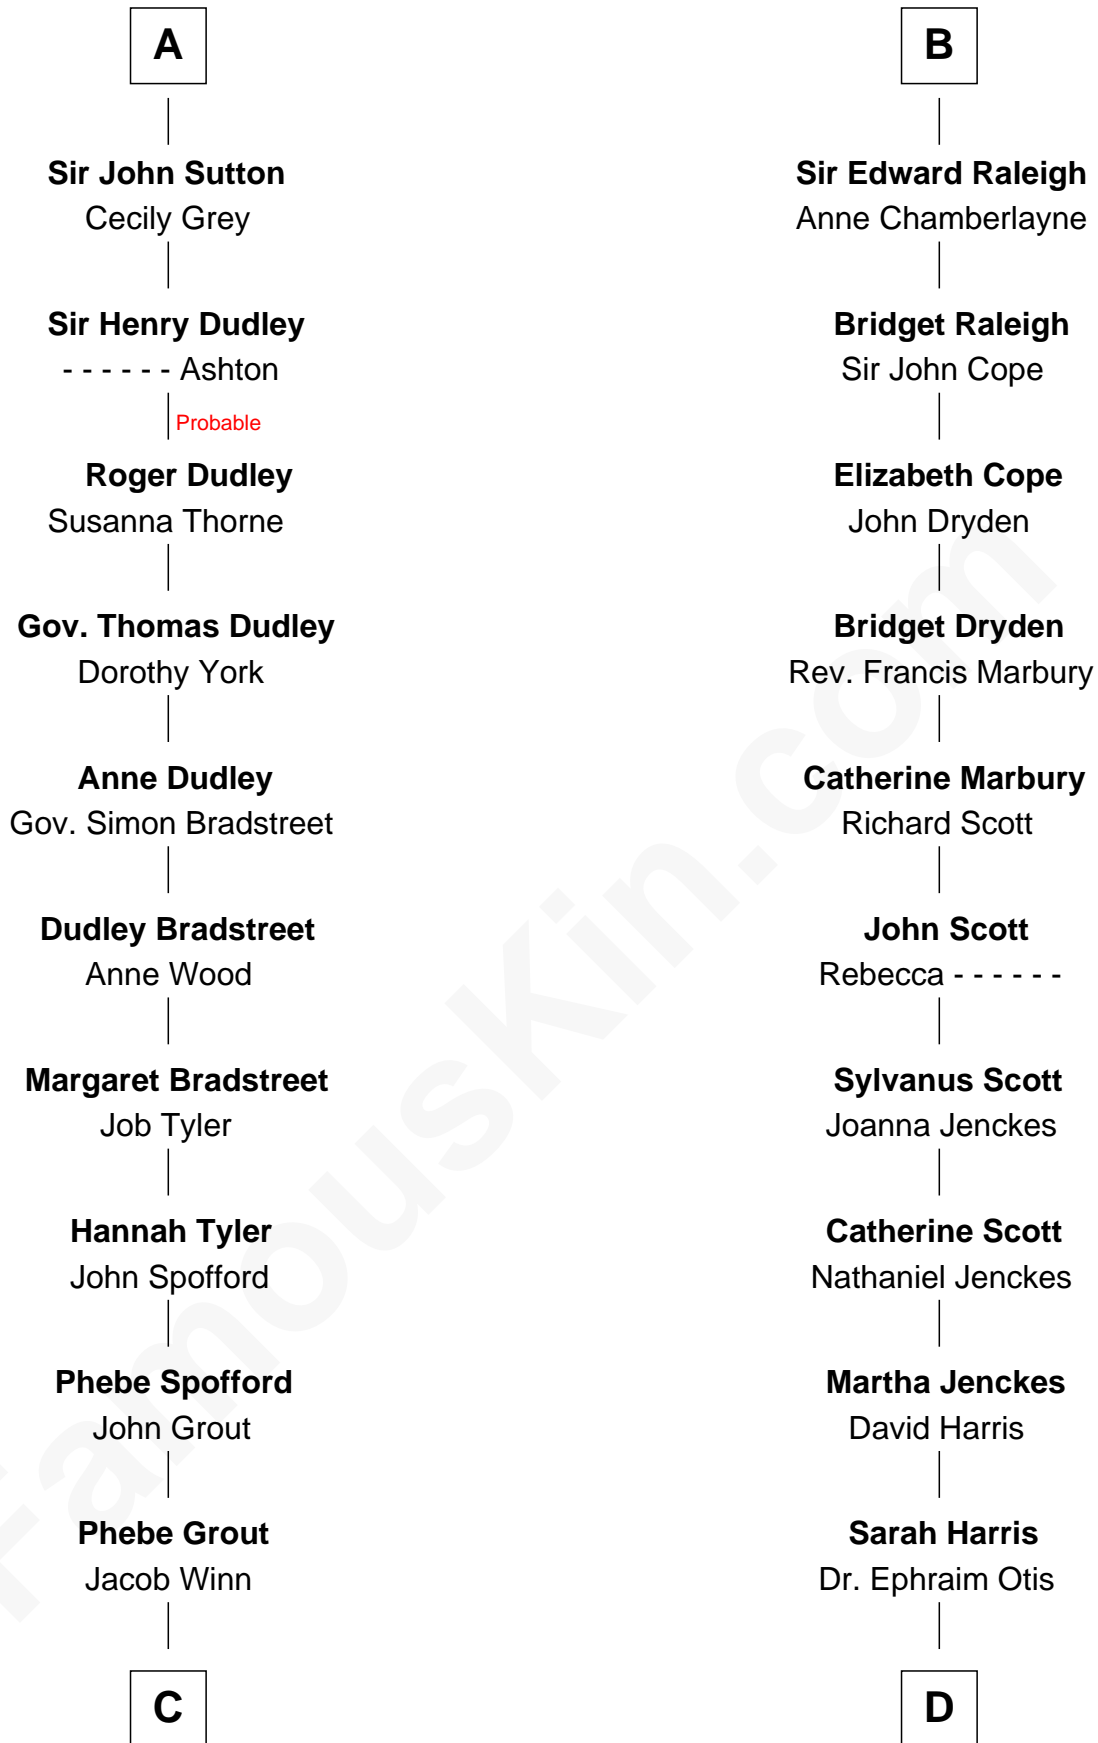 A
Sir John Sutton
Cecily Grey
Sir Henry Dudley
- - - - - - Ashton
Probable
Roger Dudley
Susanna Thorne
Gov. Thomas Dudley
Dorothy York
Anne Dudley
Gov. Simon Bradstreet
Dudley Bradstreet
Anne Wood
Margaret Bradstreet
Job Tyler
Hannah Tyler
John Spofford
Phebe Spofford
John Grout
Phebe Grout
Jacob Winn
C
B
Sir Edward Raleigh
Anne Chamberlayne
Bridget Raleigh
Sir John Cope
Elizabeth Cope
John Dryden
Bridget Dryden
Rev. Francis Marbury
Catherine Marbury
Richard Scott
John Scott
Rebecca - - - - - -
Sylvanus Scott
Joanna Jenckes
Catherine Scott
Nathaniel Jenckes
Martha Jenckes
David Harris
Sarah Harris
Dr. Ephraim Otis
D
FamousKin.com